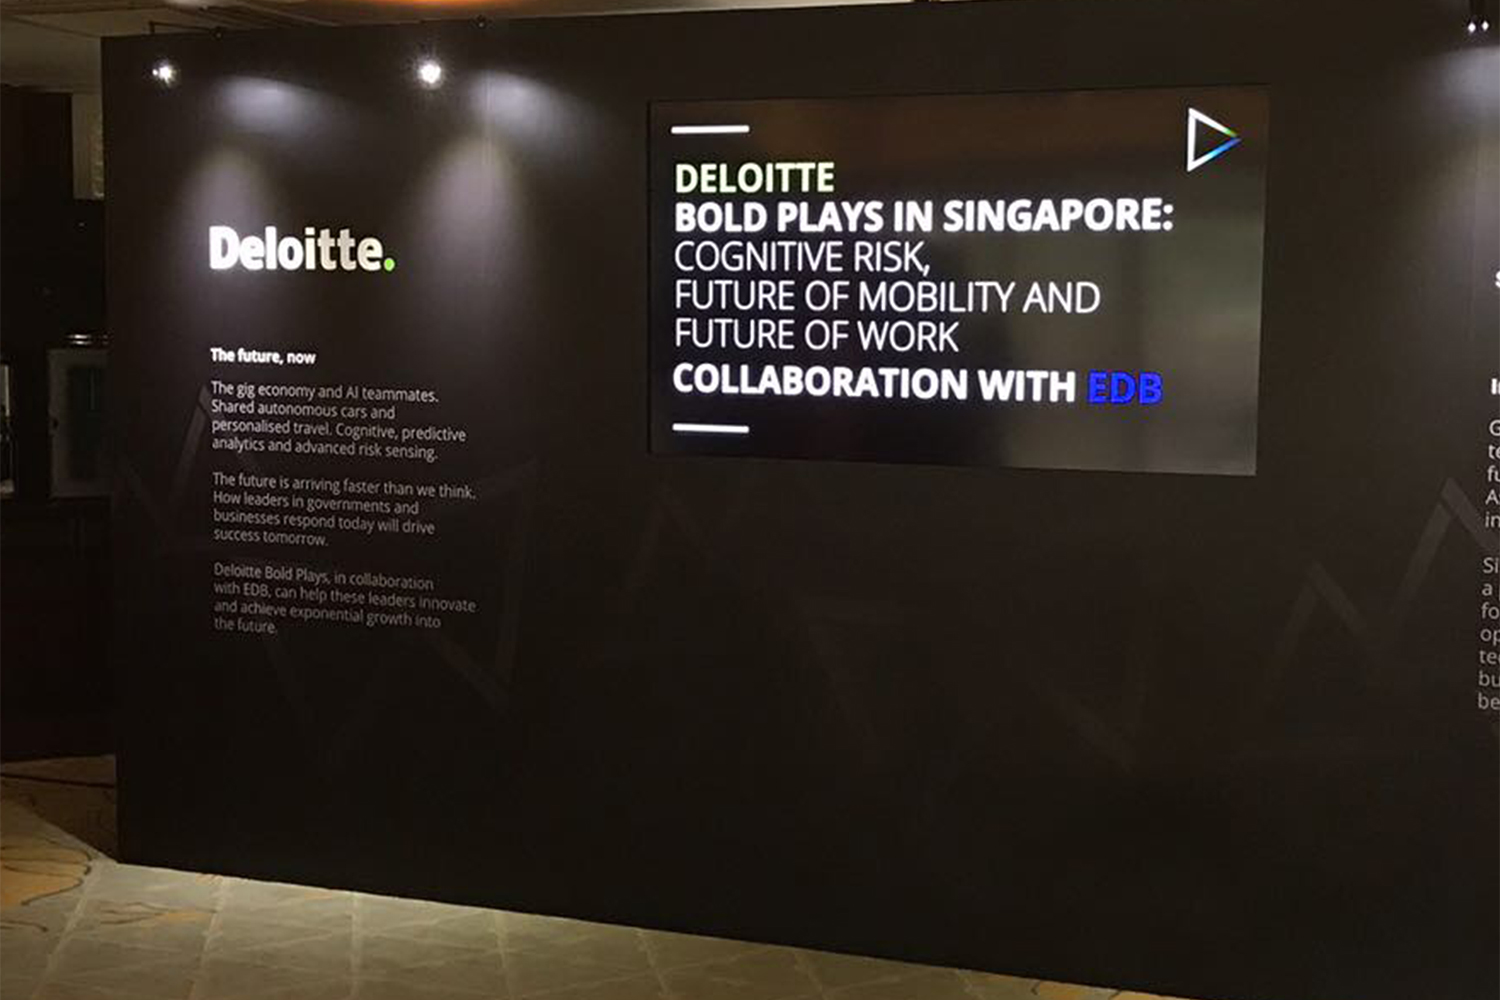 Deloitte.
The future, now
The gig economy and AI teammates.
Shared autonomous cars and
personalised travel. Cognitive, predictive
analytics and advanced risk sensing.
The future is arriving faster than we think.
How leaders in governments and
businesses respond today will drive
success tomorrow.
Deloitte Bold Plays, in collaboration
with EDB, can help these leaders innovate
and achieve exponential growth into
the future.
DELOITTE
BOLD PLAYS IN SINGAPORE:
COGNITIVE RISK,
FUTURE OF MOBILITY AND
FUTURE OF WORK
COLLABORATION WITH EDB